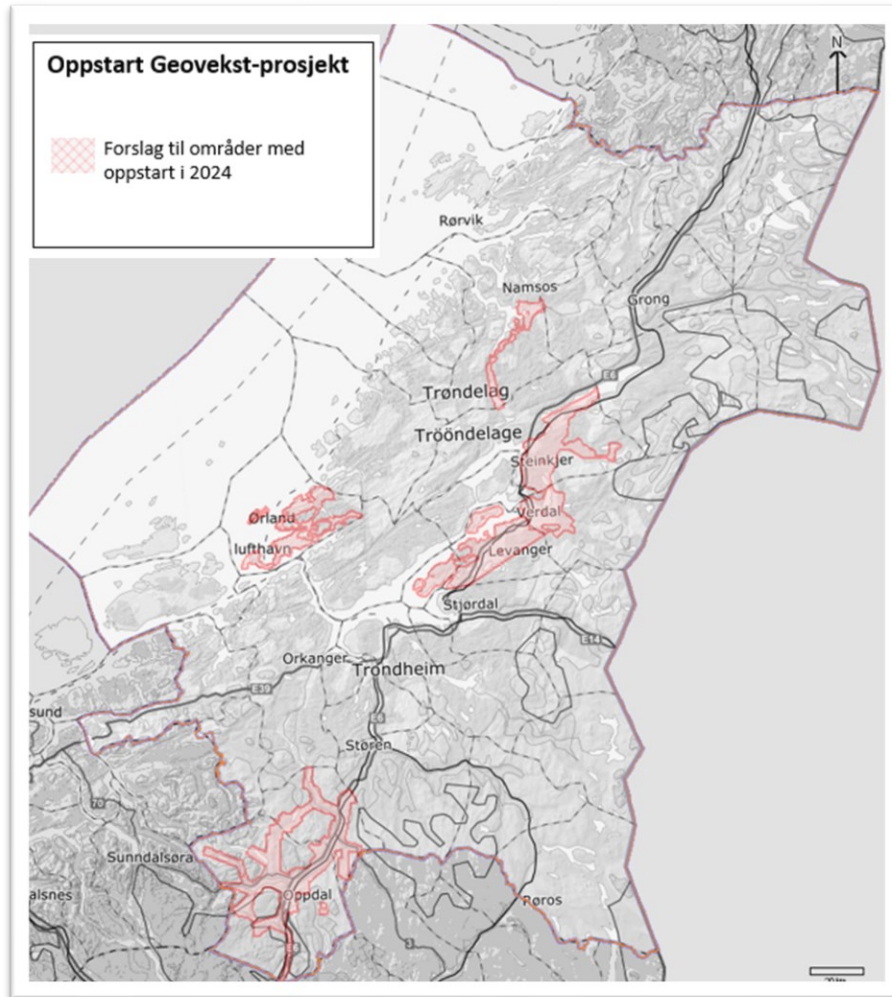 Oppstart Geovekst-prosjekt
Forslag til områder med
oppstart i 2024
N
Rørvik
Namsos
Grong
E6
Trøndelag
Trööndelage
Steinkjer
Verdal
Ørland
lufthavn
Levanger
Stjørdal
E14
Orkanger
Trondheim
E39
sund
E6
Støren
70
Sunndalsøra
alsnes
Oppdal
Røros
3